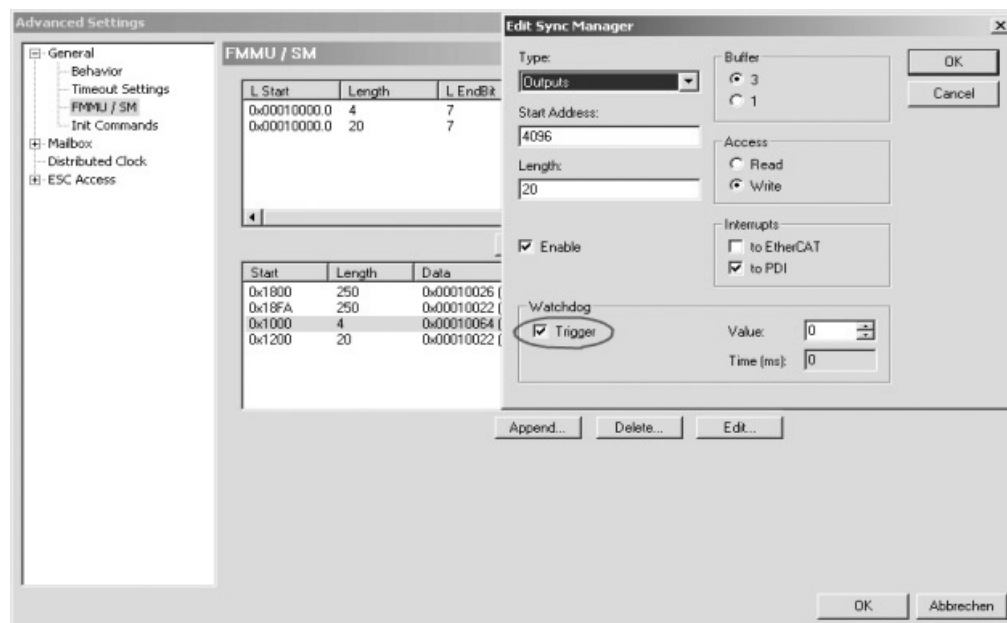 Advanced Settings
General
Behavior
Timeout Settings
FMMU / SM
Init Commands
Mailbox
Distributed Clock
ESC Access
FMMU / SM
L Start Length L EndBit
0x00010000.0 4 7
0x00010000.0 20 7
Start Length Data
0x1800 250 0x00010026 (
0x18FA 250 0x00010022 (
0x1000 4 0x00010064 (
0x1200 20 0x00010022 (
Append... Delete... Edit...
Edit Sync Manager
Type:
Outputs
Start Address:
4096
Length:
20
Enable
Buffer
3
1
Access
Read
Write
Interrupts
to EtherCAT
to PDI
Watchdog
Trigger
Value: 0
Time (ms): 0
OK
Cancel
OK Abbrechen